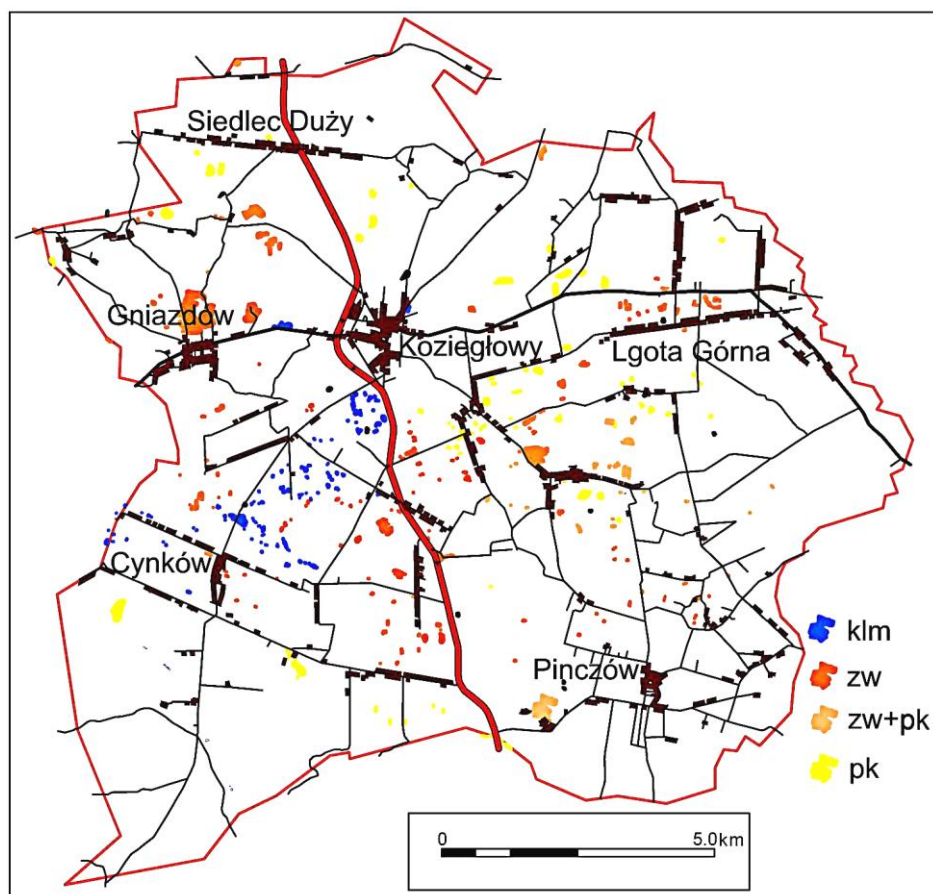 Siedlec Duży
Gniazdów
Koziegłowy
Lgota Górna
Cynków
Pinczów
klm
zw
zw+pk
pk
0 5.0km